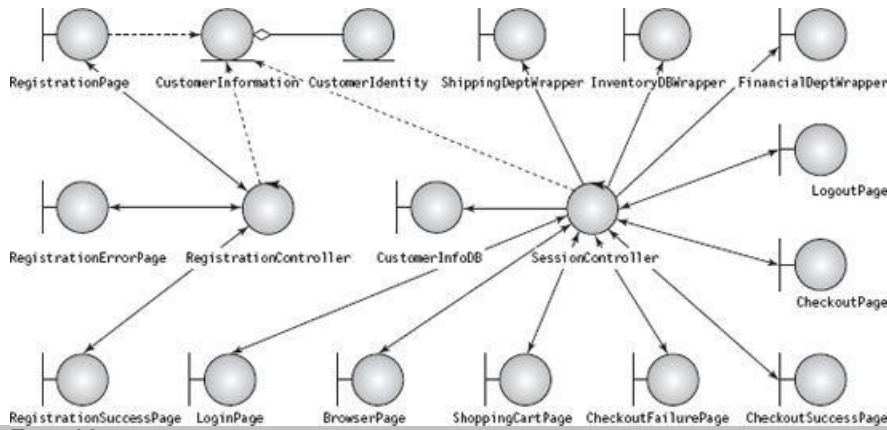 RegistrationPage CustomerInformation CustomerIdentity ShippingDeptWrapper InventoryDBWrapper FinancialDeptWrapper
LogoutPage
RegistrationErrorPage RegistrationController CustomerInfoDB SessionController
CheckoutPage
RegistrationSuccessPage LoginPage BrowserPage ShoppingCartPage CheckoutFailurePage CheckoutSuccessPage